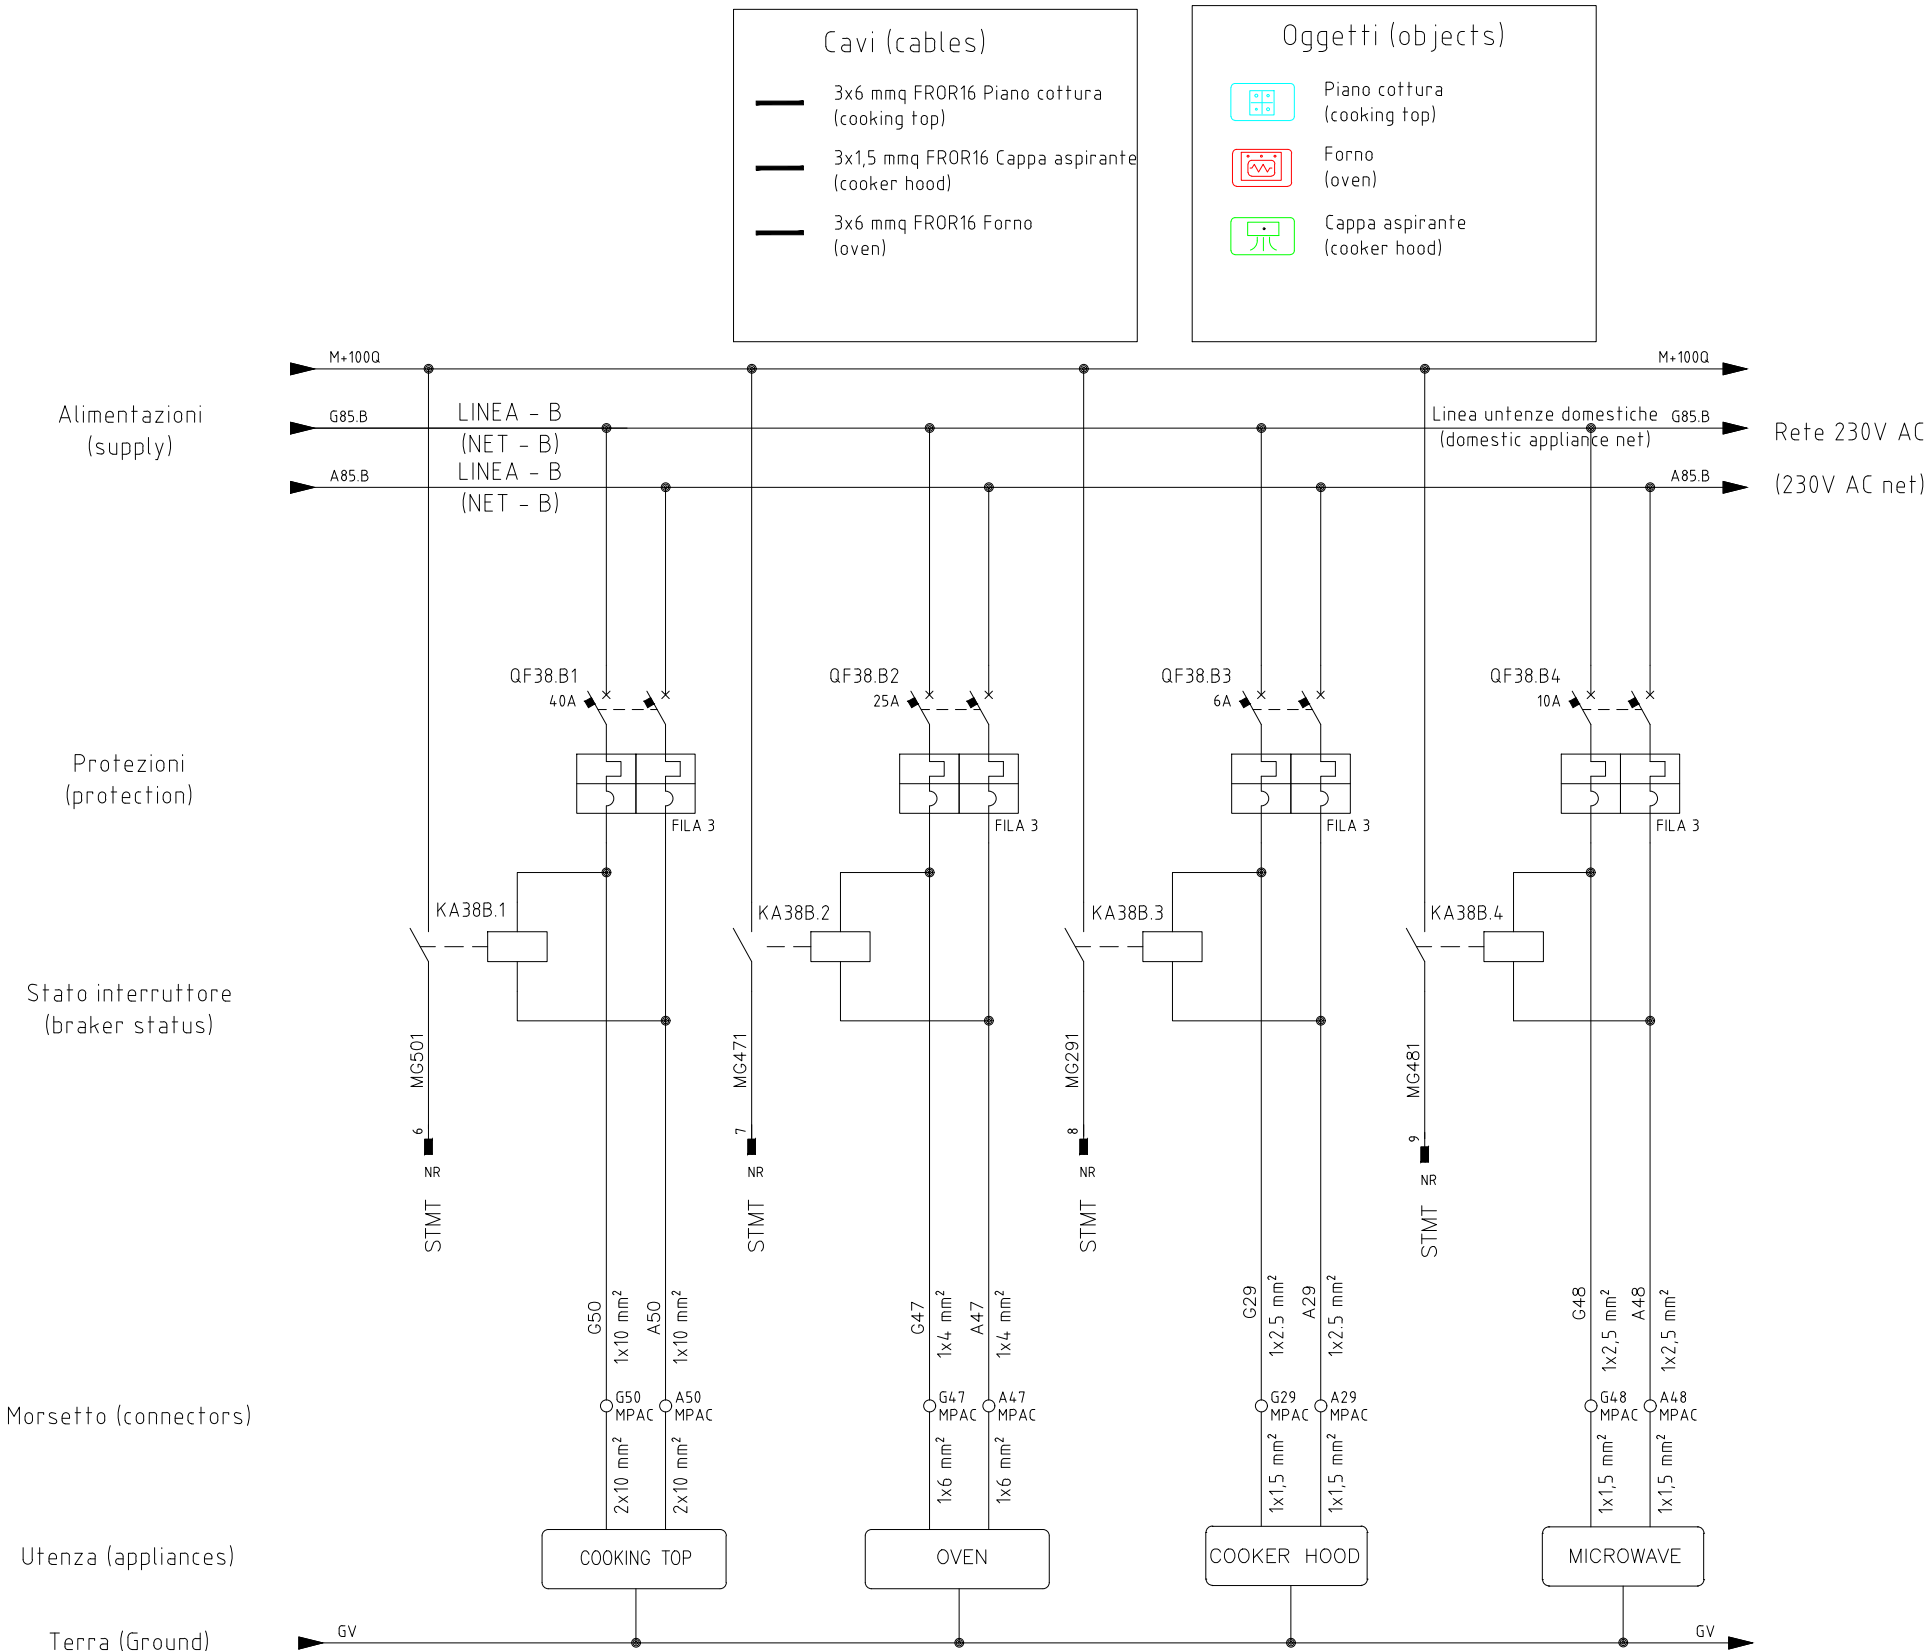 Cavi (cables)
3x6 mmq FROR16 Piano cottura
(cooking top)
3x1,5 mmq FROR16 Cappa aspirante
(cooker hood)
3x6 mmq FROR16 Forno
(oven)
Oggetti (objects)
Piano cottura
(cooking top)
Forno
(oven)
Cappa aspirante
(cooker hood)
M+100Q
M+100Q
Alimentazioni
(supply)
G85.B
LINEA - B
(NET - B)
Linea untenze domestiche
(domestic appliance net)
G85.B
Rete 230V AC
A85.B
LINEA - B
(NET - B)
A85.B
(230V AC net)
Protezioni
(protection)
QF38.B1
40A
FILA 3
QF38.B2
25A
FILA 3
QF38.B3
6A
FILA 3
QF38.B4
10A
FILA 3
Stato interruttore
(braker status)
KA38B.1
KA38B.2
KA38B.3
KA38B.4
MG501
6
NR
STMT
MG471
7
NR
STMT
MG291
8
NR
STMT
MG481
9
NR
STMT
G50
1x10 mm²
A50
1x10 mm²
G47
1x4 mm²
A47
1x4 mm²
G29
1x2.5 mm²
A29
1x2.5 mm²
G48
1x2,5 mm²
A48
1x2,5 mm²
Morsetto (connectors)
G50
MPAC
A50
MPAC
G47
MPAC
A47
MPAC
G29
MPAC
A29
MPAC
G48
MPAC
A48
MPAC
2x10 mm²
2x10 mm²
1x6 mm²
1x6 mm²
1x1,5 mm²
1x1,5 mm²
1x1,5 mm²
1x1,5 mm²
Utenza (appliances)
COOKING TOP
OVEN
COOKER HOOD
MICROWAVE
Terra (Ground)
GV
GV